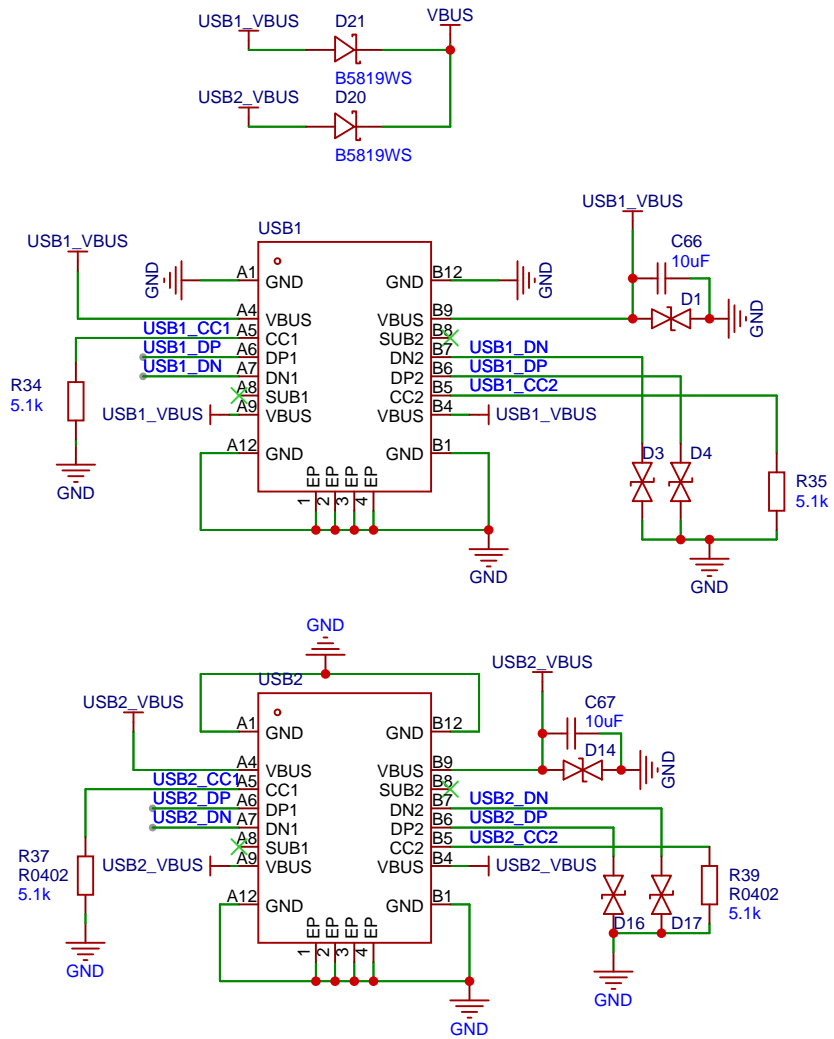 USB1_VBUS
D21
VBUS
B5819WS
USB2_VBUS
D20
B5819WS
USB1_VBUS
USB1
USB1_VBUS
C66
10uF
D1
GND
GND
A1
GND
GND
B12
GND
A4
VBUS
VBUS
B9
USB1_CC1
A5
CC1
SUB2
B8
USB1_DP
A6
DP1
DN2
B7
USB1_DN
USB1_DN
A7
DN1
DP2
B6
USB1_DP
A8
SUB1
CC2
B5
USB1_CC2
USB1_VBUS
A9
VBUS
VBUS
B4
USB1_VBUS
R34
5.1k
GND
A12
GND
GND
B1
EP
EP
EP
EP
1
2
3
4
GND
D3
D4
R35
5.1k
GND
GND
USB2_VBUS
USB2
USB2_VBUS
C67
10uF
D14
GND
A1
GND
GND
B12
A4
VBUS
VBUS
B9
USB2_CC1
A5
CC1
SUB2
B8
USB2_DP
A6
DP1
DN2
B7
USB2_DN
USB2_DN
A7
DN1
DP2
B6
USB2_DP
A8
SUB1
CC2
B5
USB2_CC2
USB2_VBUS
A9
VBUS
VBUS
B4
USB2_VBUS
R37
R0402
5.1k
GND
A12
GND
GND
B1
EP
EP
EP
EP
1
2
3
4
GND
D16
D17
R39
R0402
5.1k
GND